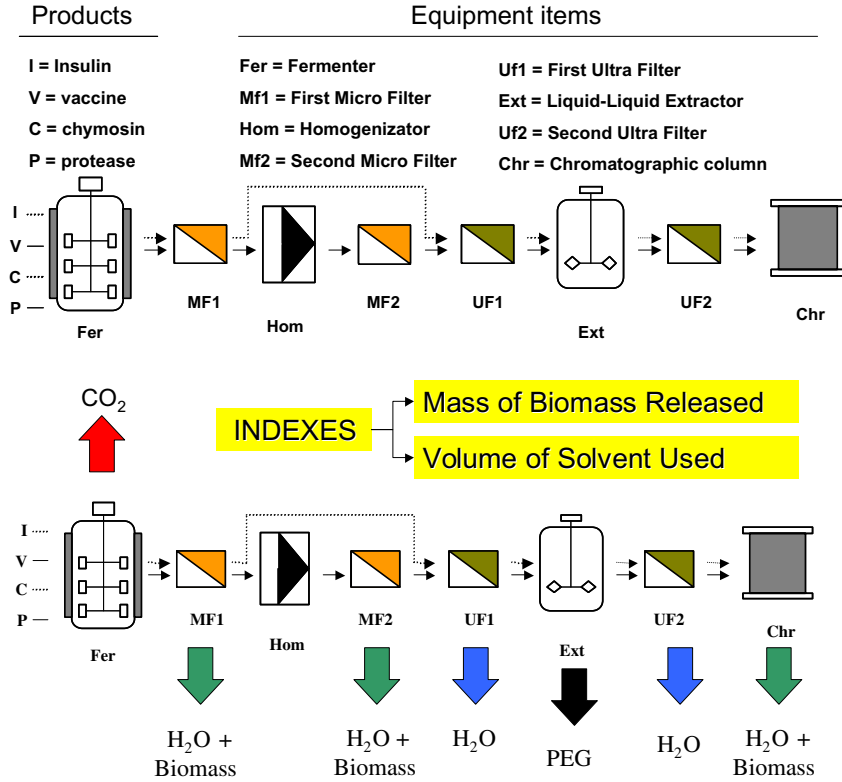 Products
Equipment items
I = Insulin
V = vaccine
C = chymosin
P = protease
Fer = Fermenter
Mf1 = First Micro Filter
Hom = Homogenizator
Mf2 = Second Micro Filter
Uf1 = First Ultra Filter
Ext = Liquid-Liquid Extractor
Uf2 = Second Ultra Filter
Chr = Chromatographic column
I
V
C
P
Fer
MF1
Hom
MF2
UF1
Ext
UF2
Chr
CO2
INDEXES
Mass of Biomass Released
Volume of Solvent Used
I
V
C
P
Fer
MF1
Hom
MF2
UF1
Ext
UF2
Chr
H2O +
Biomass
H2O +
Biomass
H2O
PEG
H2O
H2O +
Biomass